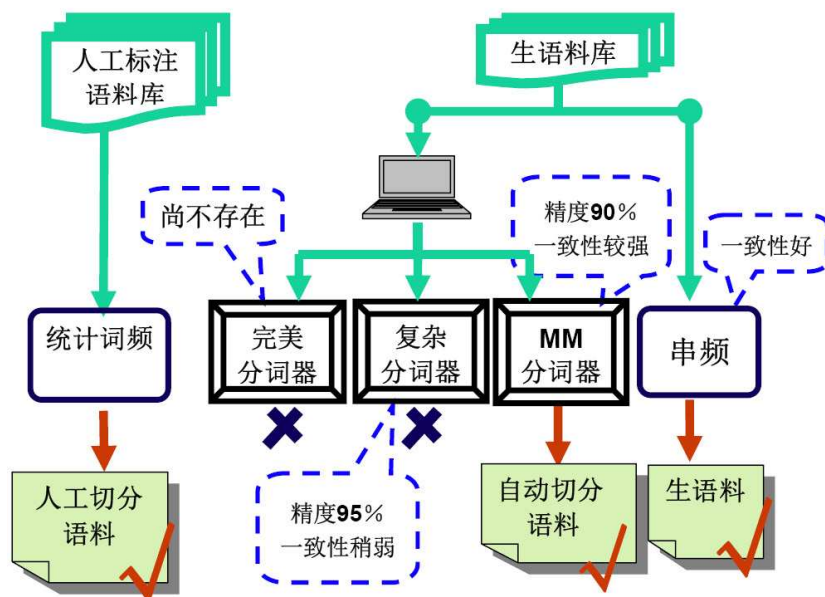 人工标注
语料库
生语料库
尚不存在
精度90%
一致性较强
一致性好
统计词频
完美
分词器
复杂
分词器
MM
分词器
串频
人工切分
语料
精度95%
一致性稍弱
自动切分
语料
生语料